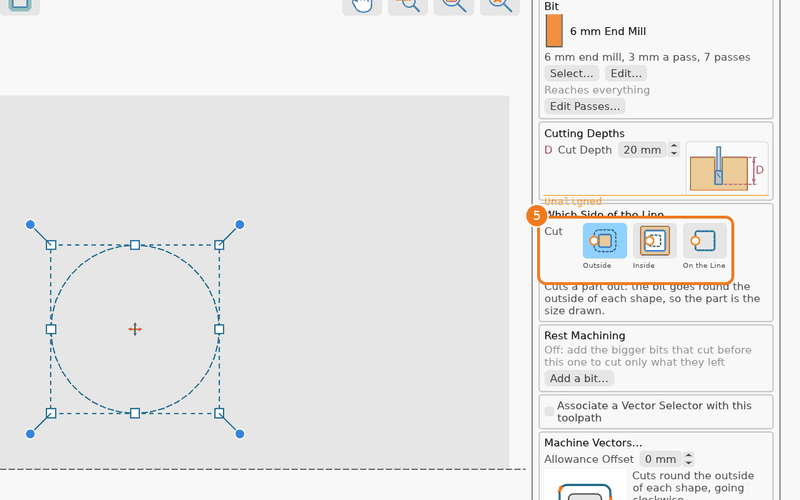 Bit
6 mm End Mill
6 mm end mill, 3 mm a pass, 7 passes
Select... Edit...
Reaches everything
Edit Passes...
Cutting Depths
D Cut Depth 20 mm
D
Unaligned
Which Side of the Line
5
Cut
Outside Inside On the Line
Cuts a part out: the bit goes round the
outside of each shape, so the part is the
size drawn.
Rest Machining
Off: add the bigger bits that cut before
this one to cut only what they left
Add a bit...
Associate a Vector Selector with this
toolpath
Machine Vectors...
Allowance Offset 0 mm
Cuts round the outside
of each shape, going
clockwise